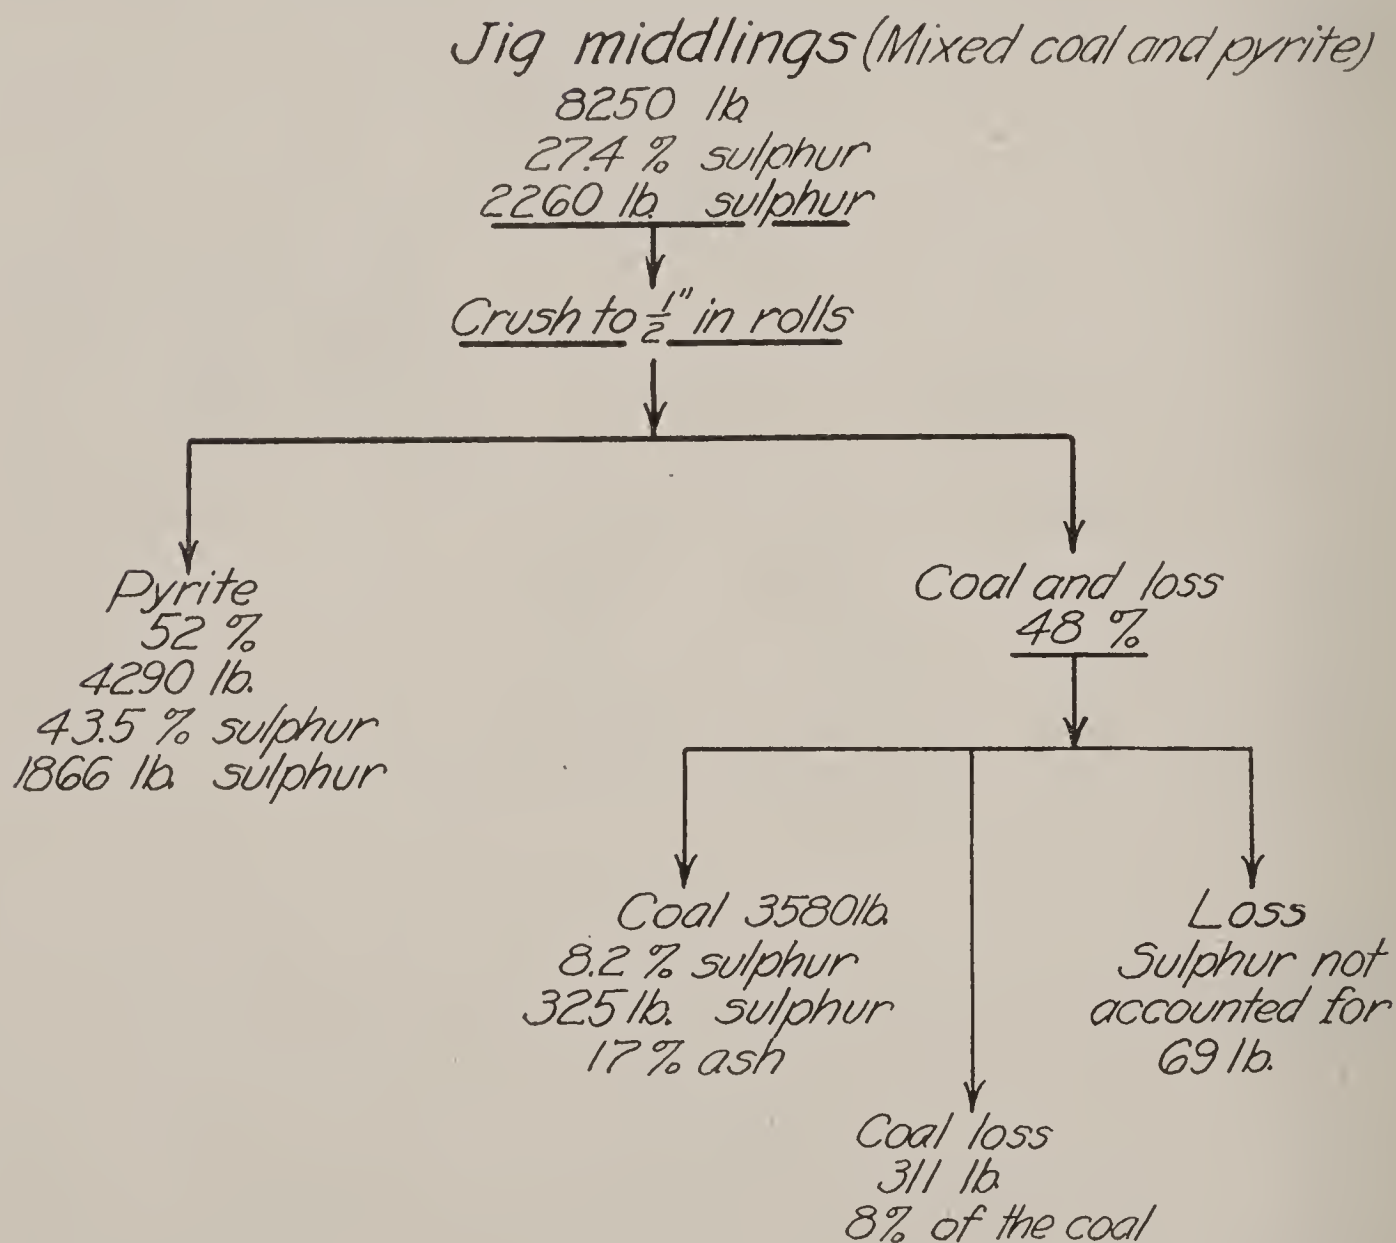 Jig middlings (Mixed coal and pyrite)
8250 lb.
27.4 % sulphur
2260 lb. sulphur
Crush to 1/2" in rolls
Pyrite
52 %
4290 lb.
43.5 % sulphur
1866 lb. sulphur
Coal and loss
48 %
Coal 3580 lb.
8.2 % sulphur
325 lb. sulphur
17 % ash
Loss
Sulphur not
accounted for
69 lb.
Coal loss
311 lb.
8% of the coal